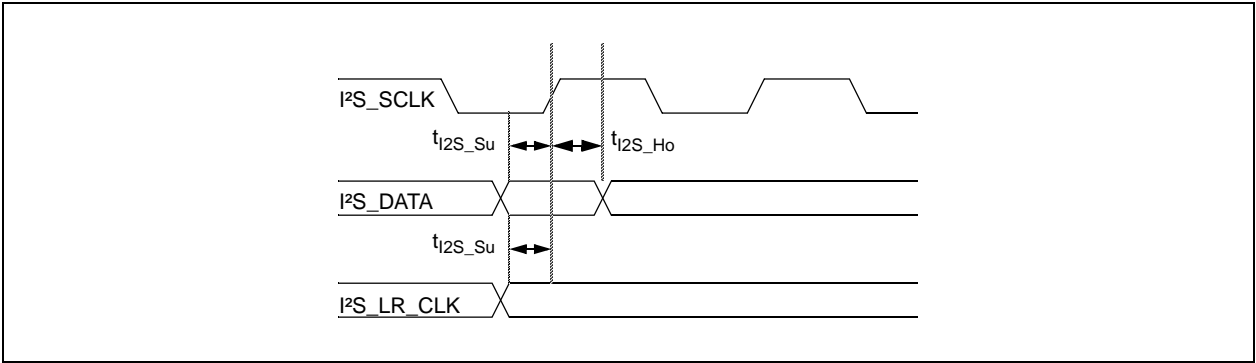 I²S_SCLK
tI2S_Su
tI2S_Ho
I²S_DATA
tI2S_Su
I²S_LR_CLK